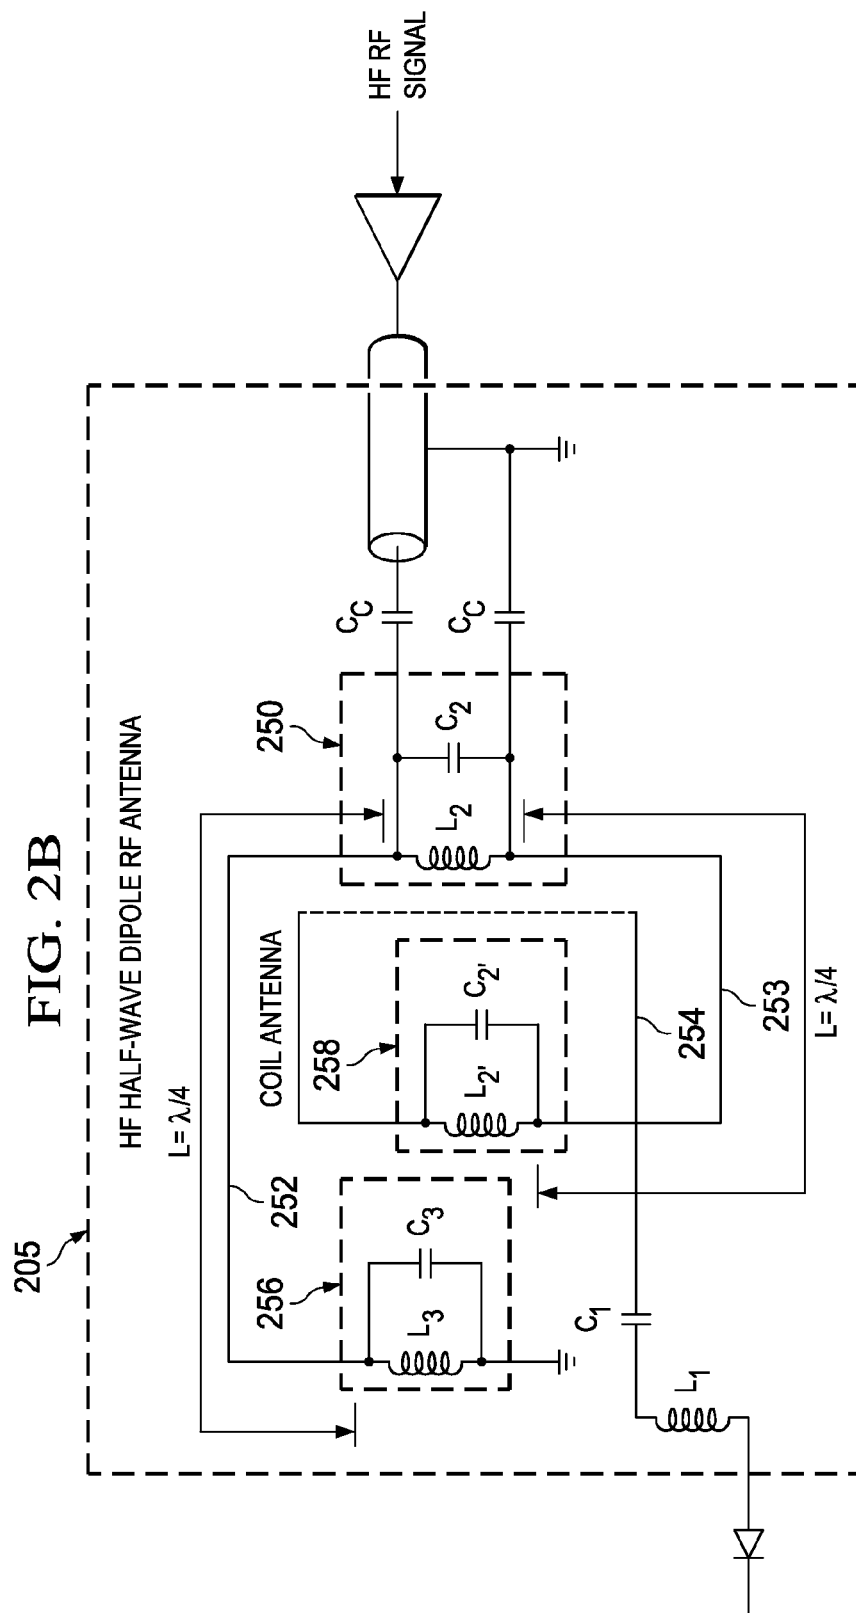 FIG. 2B
205
HF HALF-WAVE DIPOLE RF ANTENNA
L= λ/4
252
COIL ANTENNA
256
L3
C3
258
L2'
C2'
250
L2
C2
CC
CC
HF RF
SIGNAL
254
253
L= λ/4
C1
L1